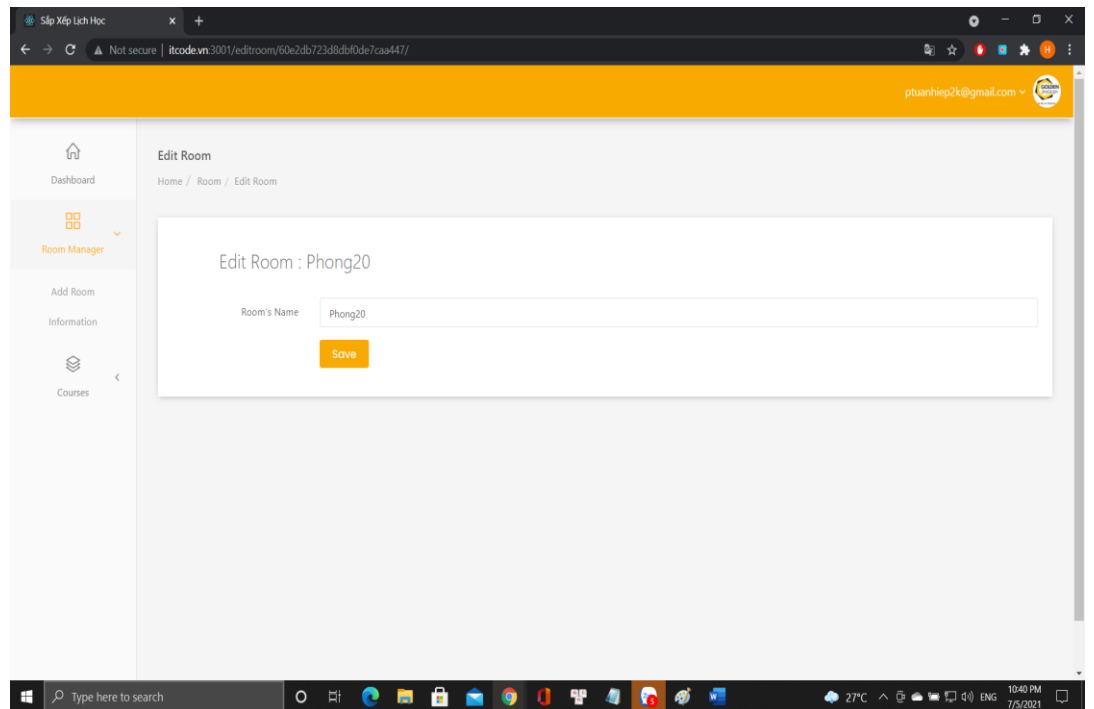 Sắp Xếp Lịch Học
Not secure | itcode.vn:3001/editroom/60e2db723d8dbf0de7caa447/
H
ptuanhiep2k@gmail.com
GOLDEN
Dashboard
Edit Room
Home / Room / Edit Room
Room Manager
Edit Room : Phong20
Add Room
Room's Name
Phong20
Information
Save
Courses
Type here to search
27°C
ENG
10:40 PM
7/5/2021